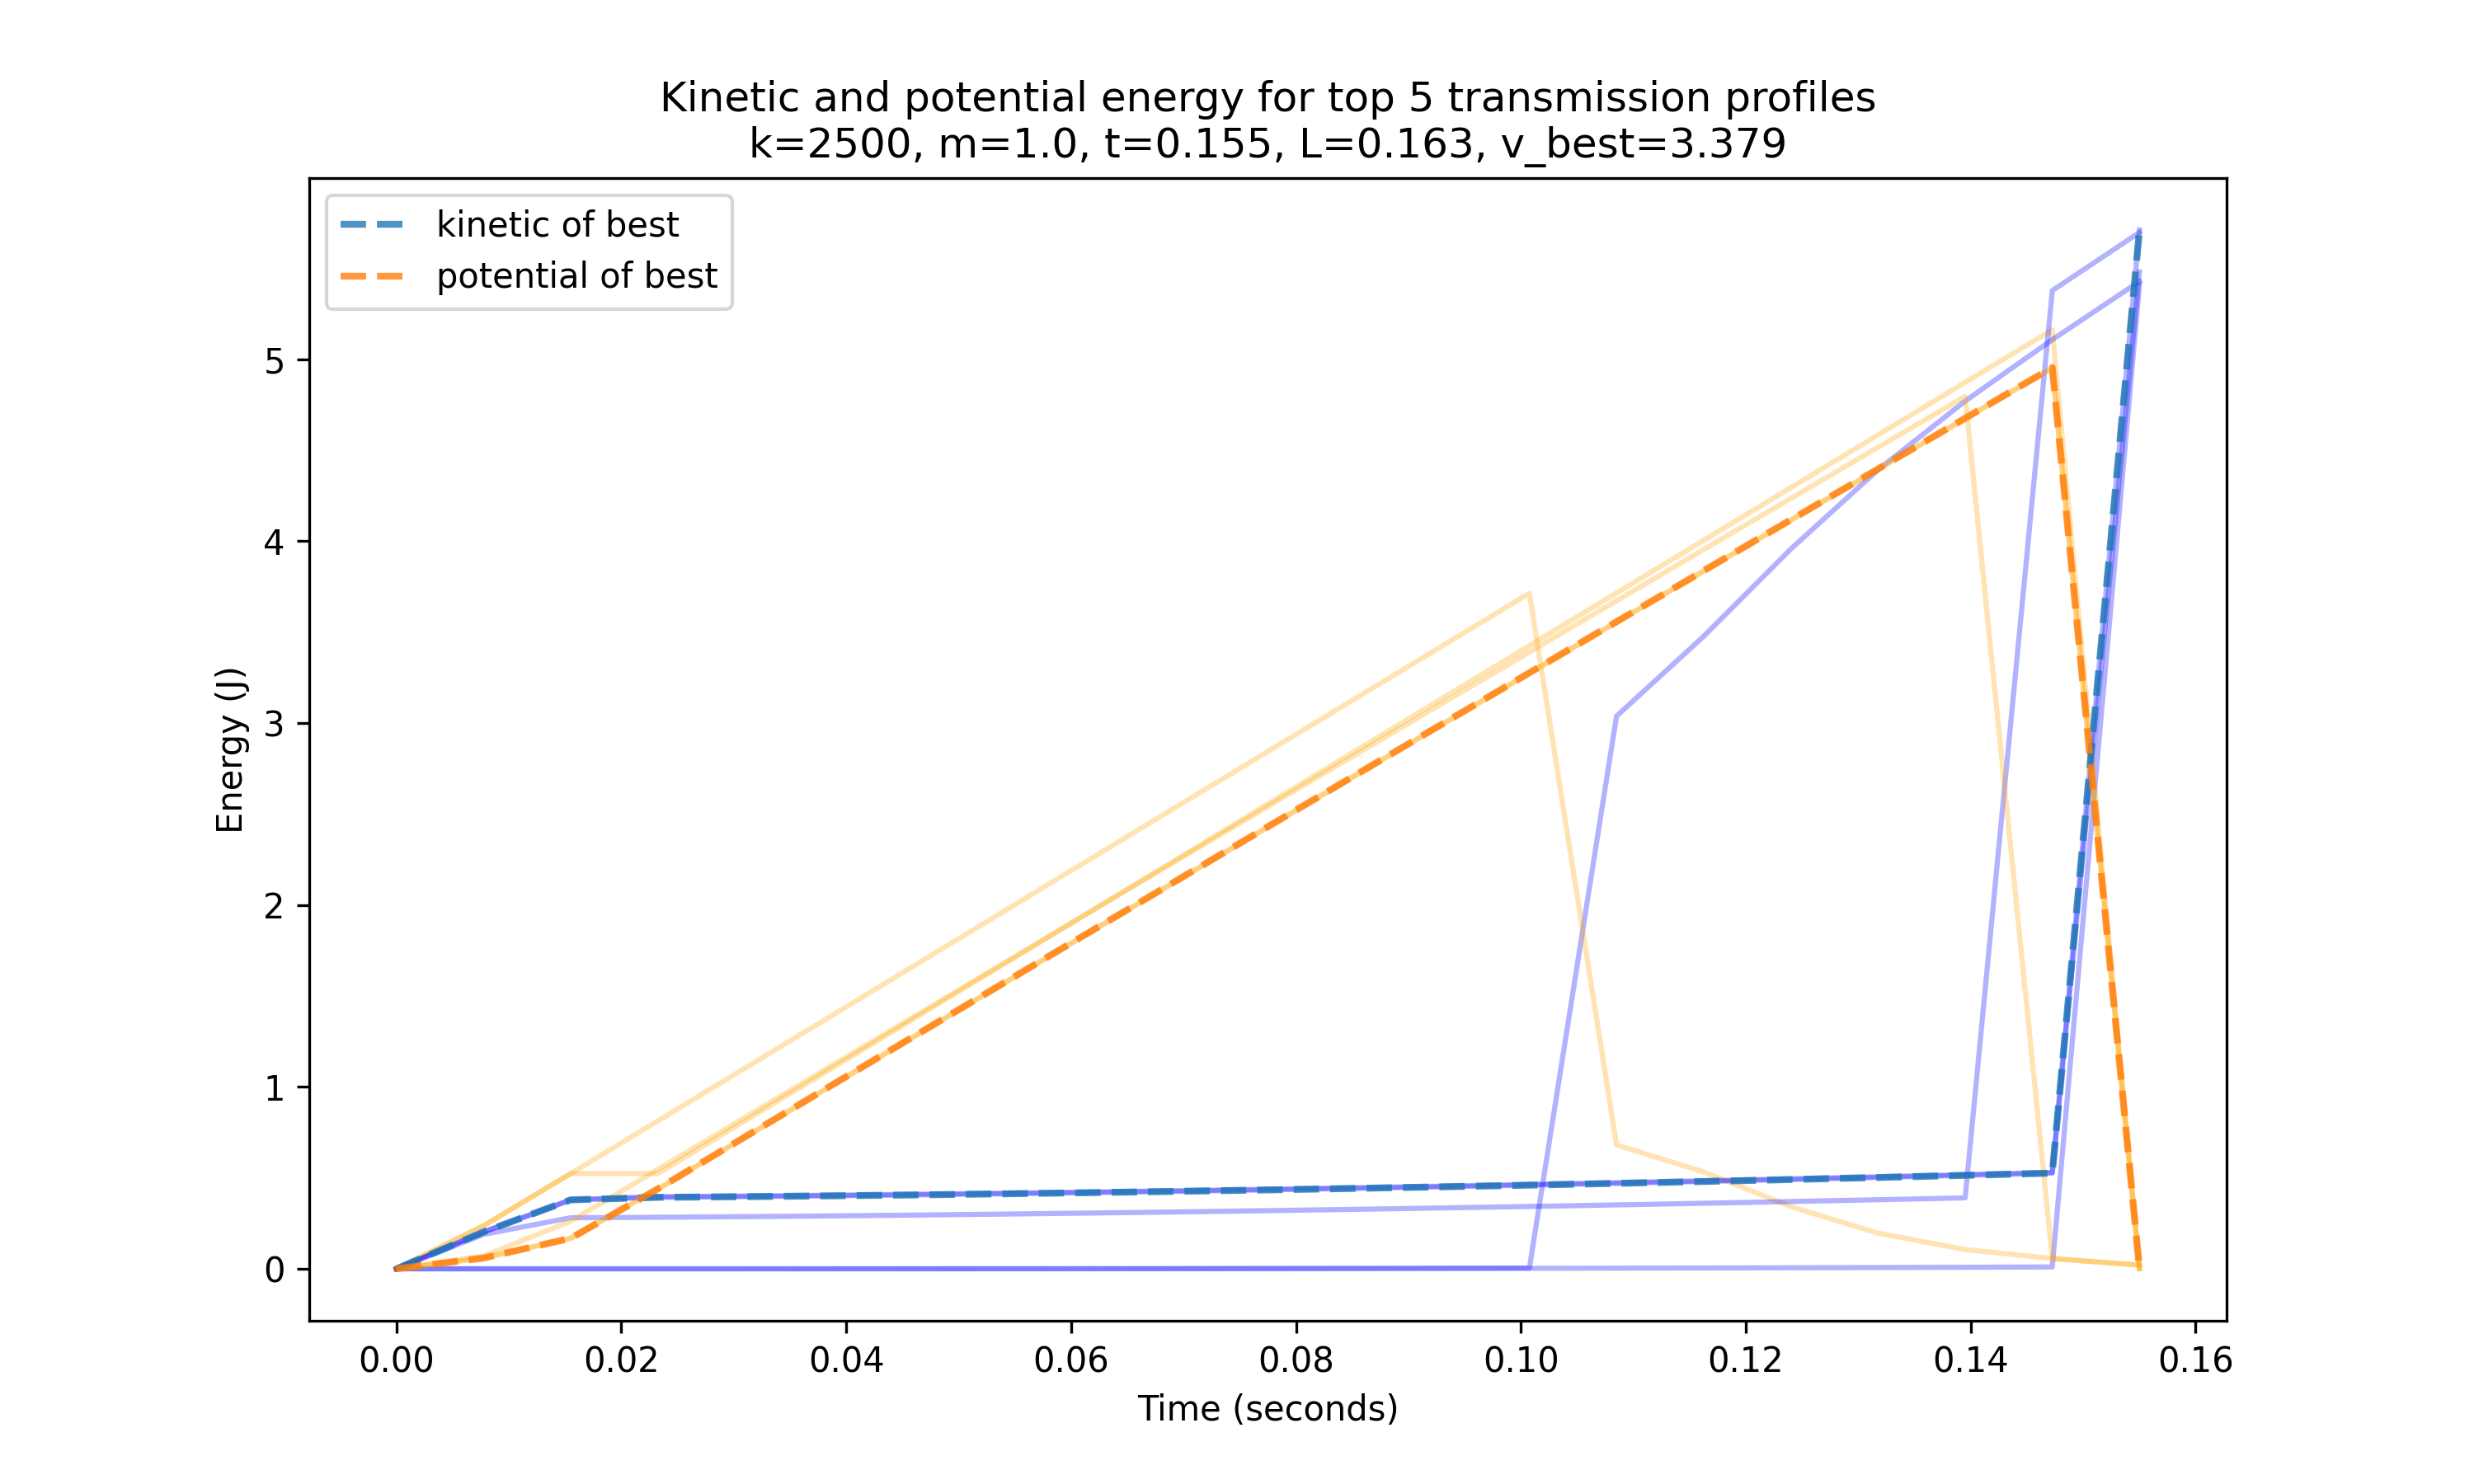 Kinetic and potential energy for top 5 transmission profiles
k=2500, m=1.0, t=0.155, L=0.163, v_best=3.379
kinetic of best
potential of best
5
4
3
2
1
0
Energy (J)
0.00 0.02 0.04 0.06 0.08 0.10 0.12 0.14 0.16
Time (seconds)